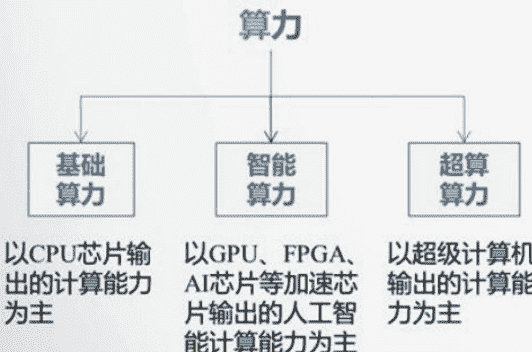 算力
基础
算力
智能
算力
超算
算力
以CPU芯片输
出的计算能力
为主
以GPU、FPGA、
AI芯片等加速芯
片输出的人工智
能计算能力为主
以超级计算机
输出的计算能
力为主